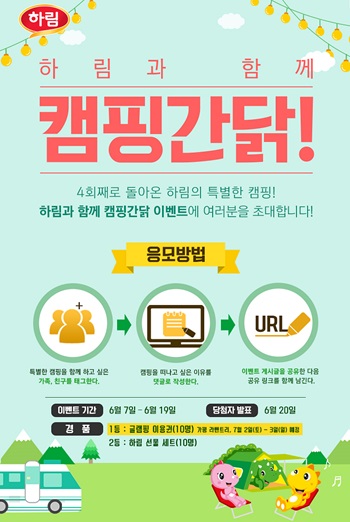 하림
하림과 함께
캠핑간닭!
4회째로 돌아온 하림의 특별한 캠핑!
하림과 함께 캠핑간닭 이벤트에 여러분을 초대합니다!
응모방법
URL
특별한 캠핑을 함께 하고 싶은
가족, 친구를 태그한다.
캠핑을 떠나고 싶은 이유를
댓글로 작성한다.
이벤트 게시글을 공유한 다음
공유 링크를 함께 남긴다.
이벤트 기간 6월 7일 – 6월 19일 당첨자 발표 6월 20일
경 품 1등 : 글램핑 이용권(10명) 가평 라벤트리, 7월 2일(토) – 3일(일) 예정
2등 : 하림 선물 세트(10명)